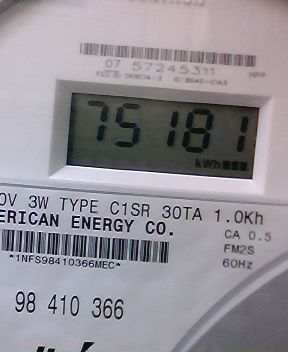 07 57245311
75181
kWh
0V 3W TYPE C1SR 30TA 1.0Kh
ERICAN ENERGY CO.
CA 0.5
FM2S
*1NFS98410366MEC*
60Hz
98 410 366